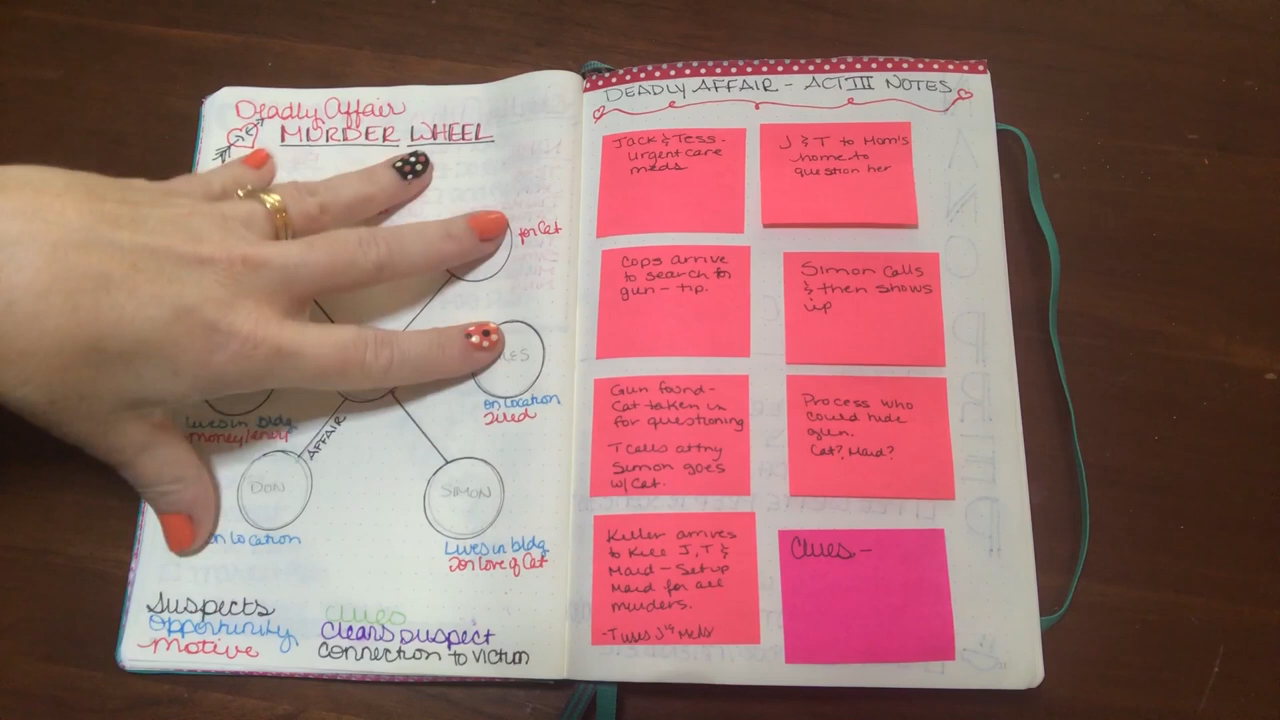 Deadly Affair
MURDER WHEEL
for Cat
LES
on Location
Fired
Lives in bldg
AFFAIR
DON
on Location
SIMON
Lives in bldg
For love of Cat
Suspects
Opportunity
Motive
Clues
Clears suspect
Connection to Victim
DEADLY AFFAIR - ACT III NOTES
Jack & Tess -
urgent care
meds
J & T to Mom's
home to
question her
Cops arrive
to search for
gun - tip.
Simon calls
& then shows
up
Gun found -
Cat taken in
for questioning
T calls attny
Simon goes
w/ Cat.
Process who
could hide
gun.
Cat? Maid?
Killer arrives
to kill J, T &
Maid - Set up
Maid for all
murders.
- T uses J's Meds
Clues -